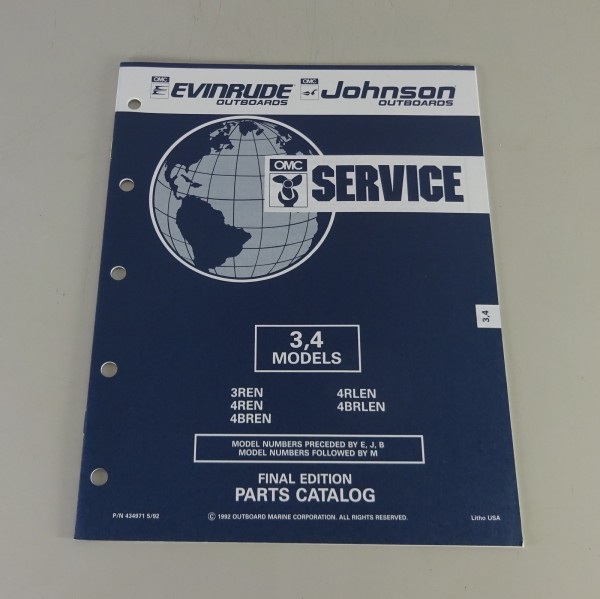 OMC EVINRUDE OUTBOARDS
OMC Johnson OUTBOARDS
OMC SERVICE
3,4
3,4
MODELS
3REN 4RLEN
4REN 4BRLEN
4BREN
MODEL NUMBERS PRECEDED BY E, J, B
MODEL NUMBERS FOLLOWED BY M
FINAL EDITION
PARTS CATALOG
P/N 434971 5/92 © 1992 OUTBOARD MARINE CORPORATION. ALL RIGHTS RESERVED. Litho USA